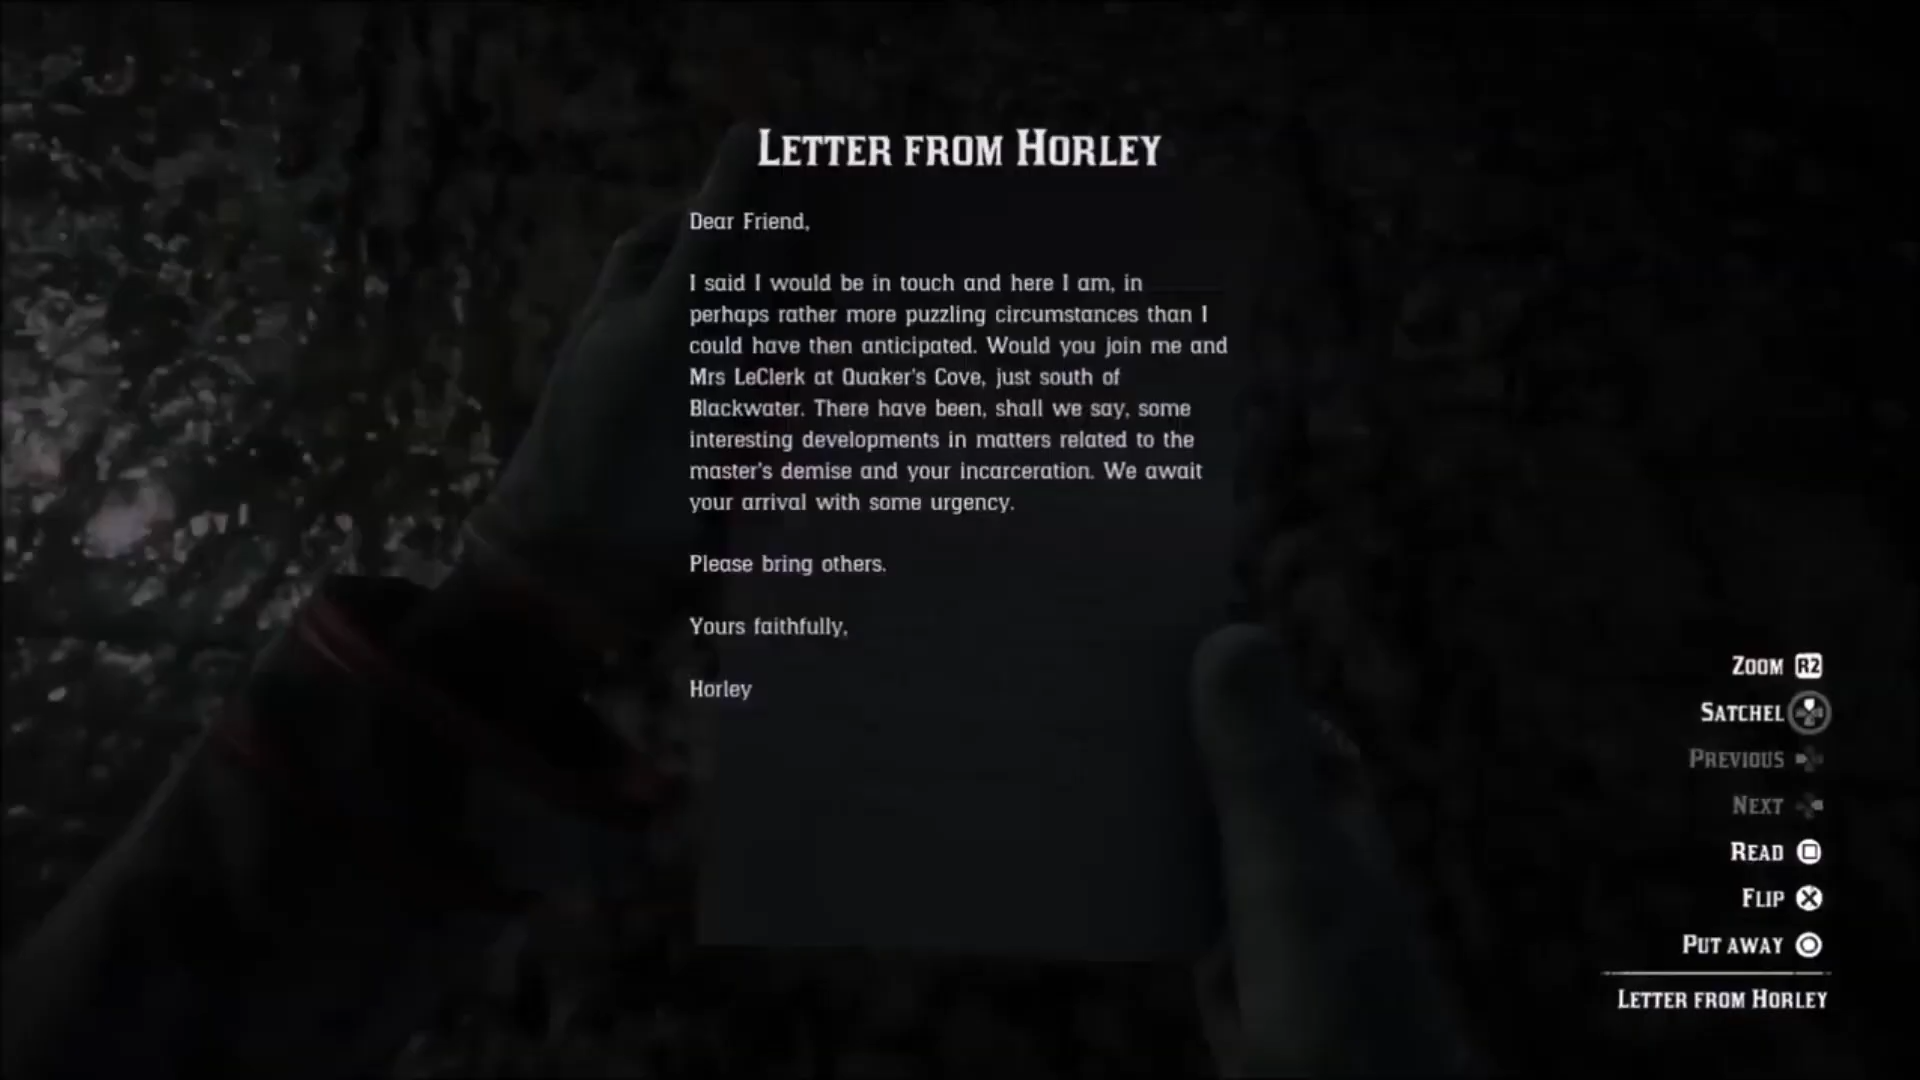 Letter from Horley
Dear Friend,
I said I would be in touch and here I am, in
perhaps rather more puzzling circumstances than I
could have then anticipated. Would you join me and
Mrs LeClerk at Quaker's Cove, just south of
Blackwater. There have been, shall we say, some
interesting developments in matters related to the
master's demise and your incarceration. We await
your arrival with some urgency.
Please bring others.
Yours faithfully,
Horley
Zoom R2
Satchel
Previous
Next
Read
Flip
Put away
Letter from Horley